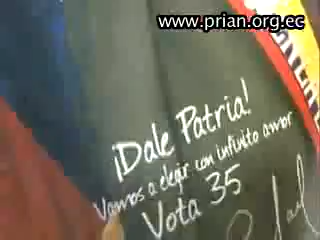 www.prian.org.ec
¡Dale Patria!
Vamos a elegir con infinito amor
Vota 35